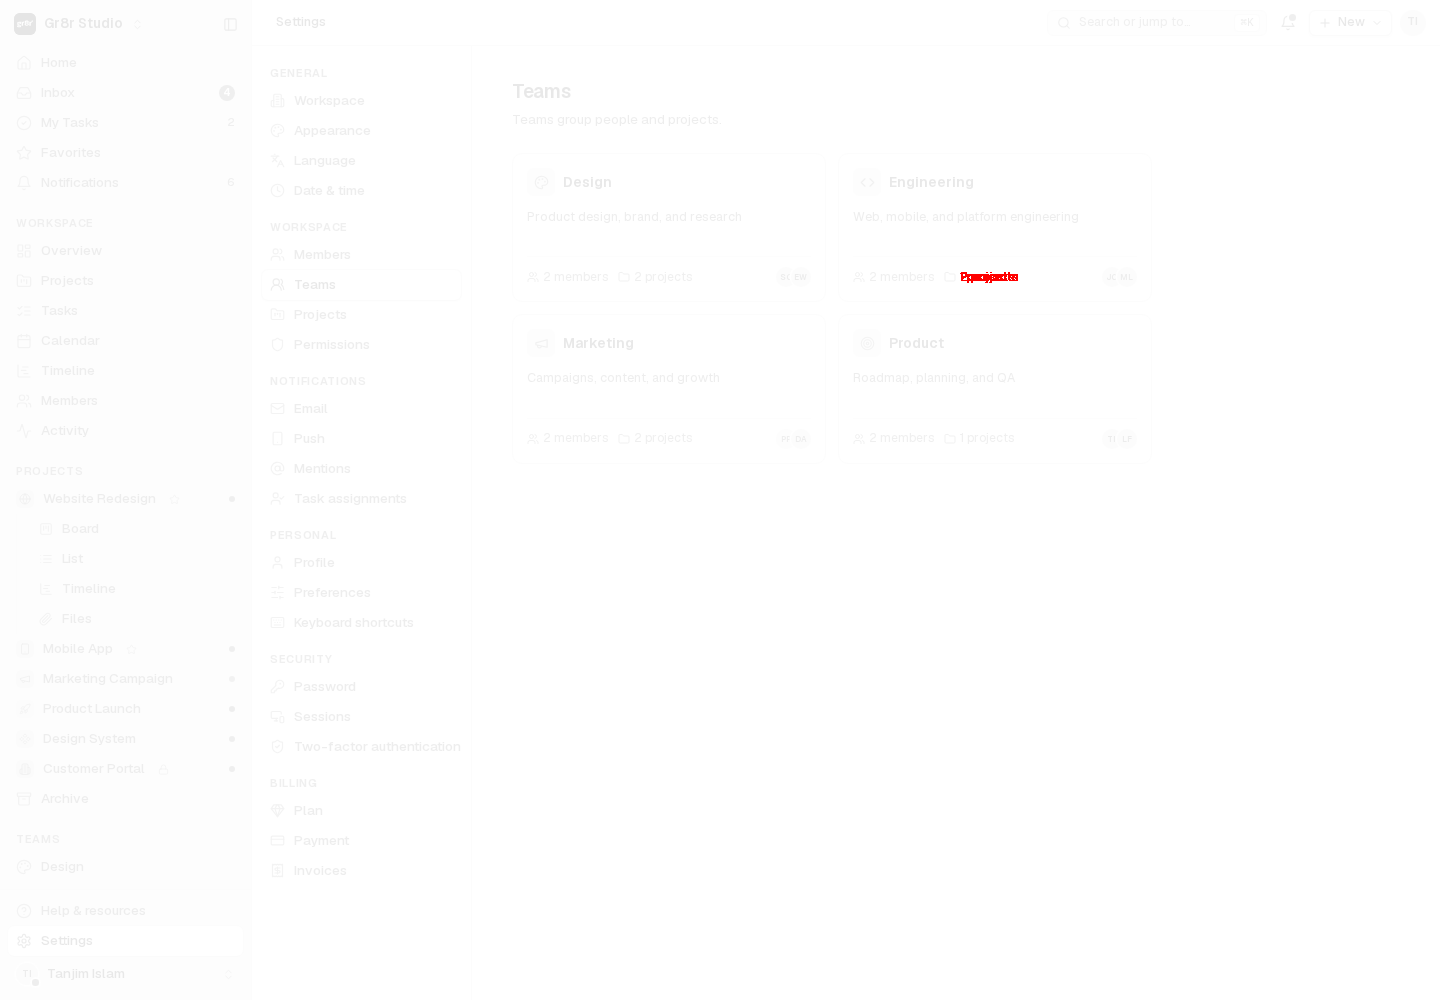 Gr8r Studio
Settings
Search or jump to...
⌘K
New
TI
Home
Inbox
4
My Tasks
2
Favorites
Notifications
6
WORKSPACE
Overview
Projects
Tasks
Calendar
Timeline
Members
Activity
PROJECTS
Website Redesign
Board
List
Timeline
Files
Mobile App
Marketing Campaign
Product Launch
Design System
Customer Portal
Archive
TEAMS
Design
Help & resources
Settings
TI
Tanjim Islam
GENERAL
Workspace
Appearance
Language
Date & time
WORKSPACE
Members
Teams
Projects
Permissions
NOTIFICATIONS
Email
Push
Mentions
Task assignments
PERSONAL
Profile
Preferences
Keyboard shortcuts
SECURITY
Password
Sessions
Two-factor authentication
BILLING
Plan
Payment
Invoices
Teams
Teams group people and projects.
Design
Product design, brand, and research
2 members
2 projects
EW
Engineering
Web, mobile, and platform engineering
2 members
ML
Marketing
Campaigns, content, and growth
2 members
2 projects
DA
Product
Roadmap, planning, and QA
2 members
1 projects
TI
LF